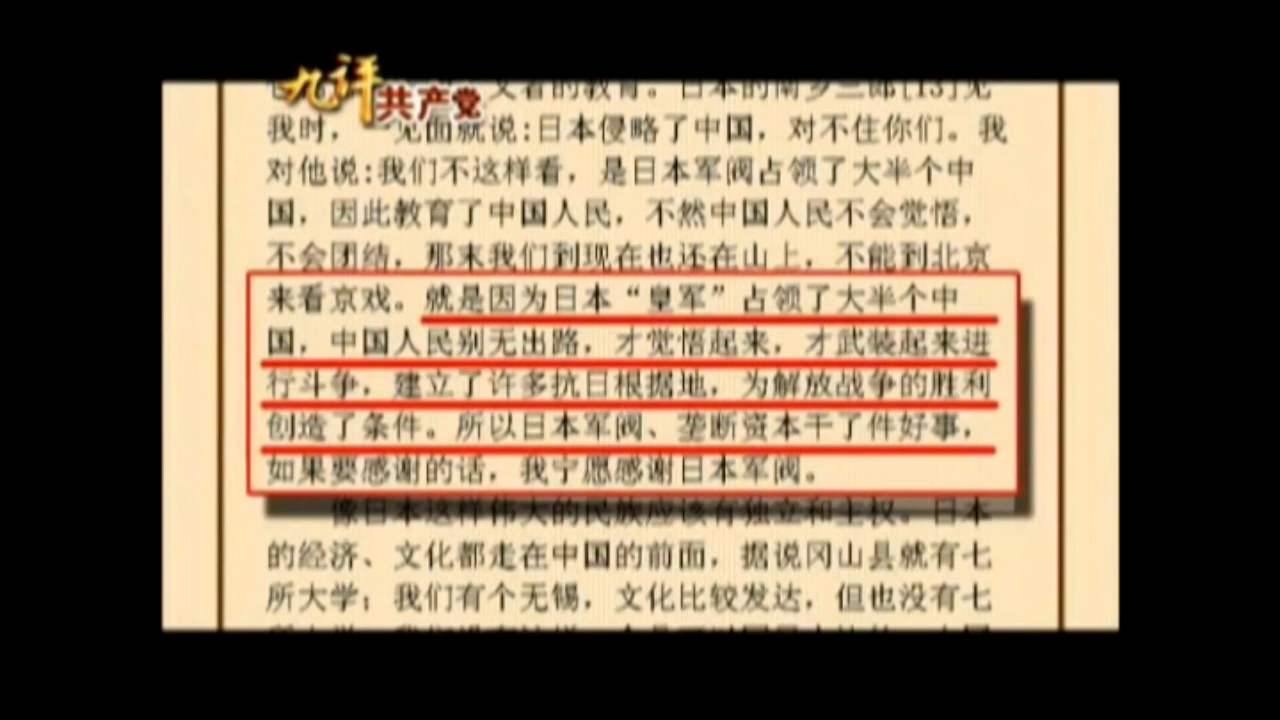 九评
共产党
文者的教育。日本的南乡三郎[13]见
我时，一见面就说:日本侵略了中国，对不住你们。我
对他说:我们不这样看，是日本军阀占领了大半个中
国，因此教育了中国人民，不然中国人民不会觉悟，
不会团结，那末我们到现在也还在山上，不能到北京
来看京戏。就是因为日本“皇军”占领了大半个中
国，中国人民别无出路，才觉悟起来，才武装起来进
行斗争，建立了许多抗日根据地，为解放战争的胜利
创造了条件。所以日本军阀、垄断资本干了件好事，
如果要感谢的话，我宁愿感谢日本军阀。
像日本这样伟大的民族应该有独立和主权。日本
的经济、文化都走在中国的前面，据说冈山县就有七
所大学；我们有个无锡，文化比较发达，但也没有七